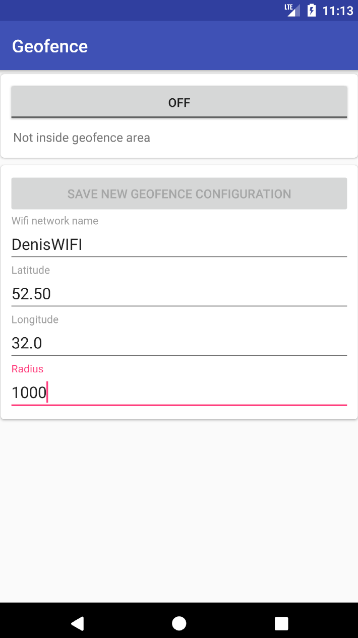 LTE 11:13
Geofence
OFF
Not inside geofence area
SAVE NEW GEOFENCE CONFIGURATION
Wifi network name
DenisWIFI
Latitude
52.50
Longitude
32.0
Radius
1000